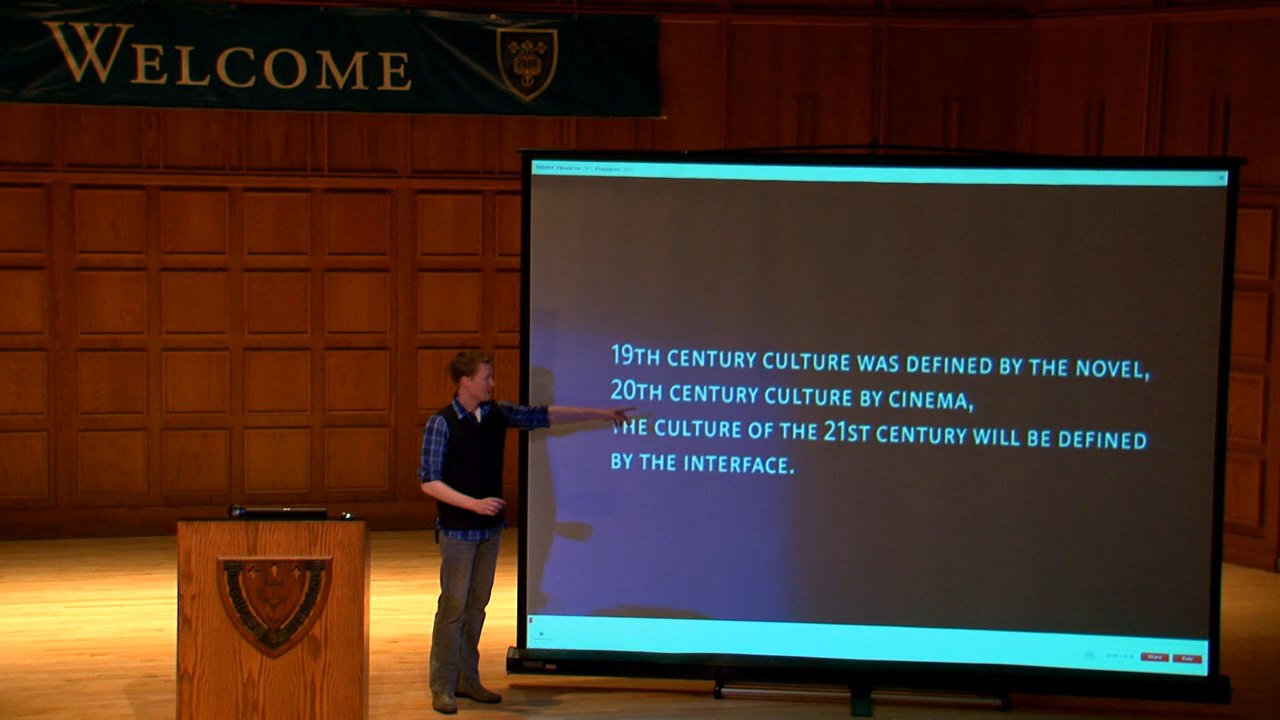 WELCOME
19TH CENTURY CULTURE WAS DEFINED BY THE NOVEL,
20TH CENTURY CULTURE BY CINEMA,
THE CULTURE OF THE 21ST CENTURY WILL BE DEFINED
BY THE INTERFACE.